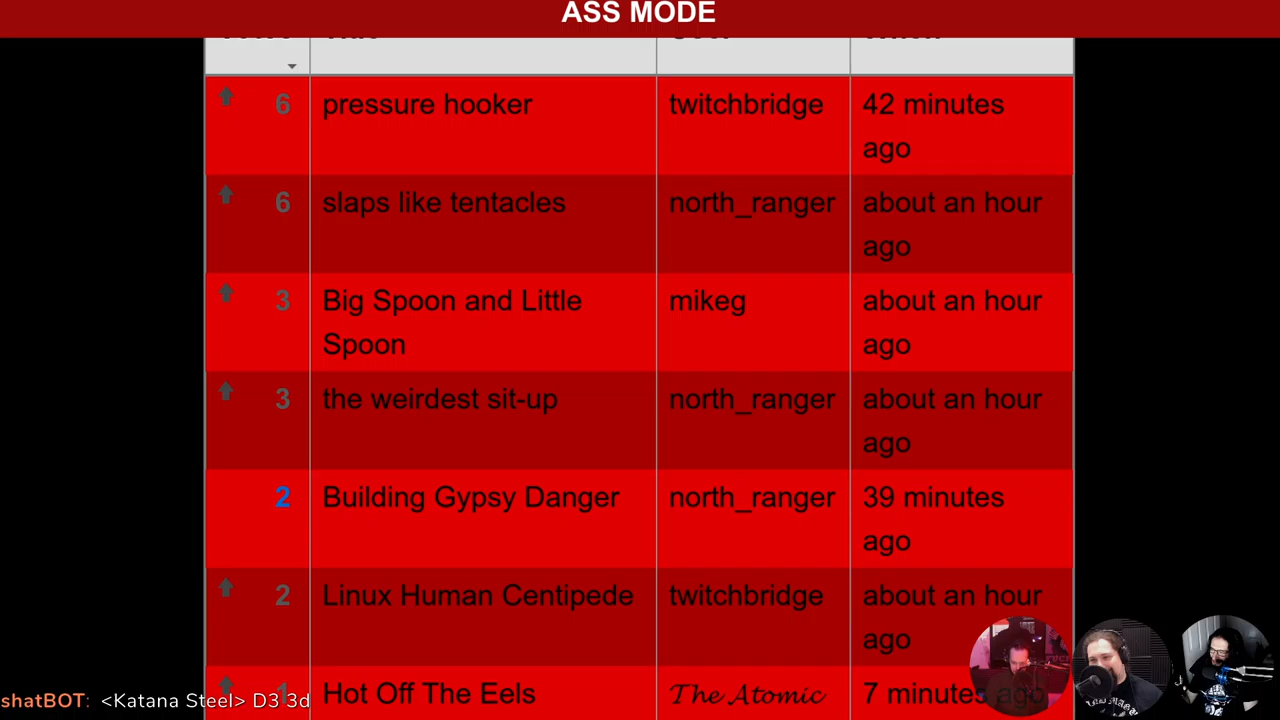 ASS MODE
6 pressure hooker twitchbridge 42 minutes
ago
6 slaps like tentacles north_ranger about an hour
ago
3 Big Spoon and Little mikeg about an hour
Spoon ago
3 the weirdest sit-up north_ranger about an hour
ago
2 Building Gypsy Danger north_ranger 39 minutes
ago
2 Linux Human Centipede twitchbridge about an hour
ago
1 Hot Off The Eels 𝒯𝒽𝑒 𝒜𝓉𝑜𝓂𝒾𝒸 7 minutes ago
shatBOT: <Katana Steel> D3 3d